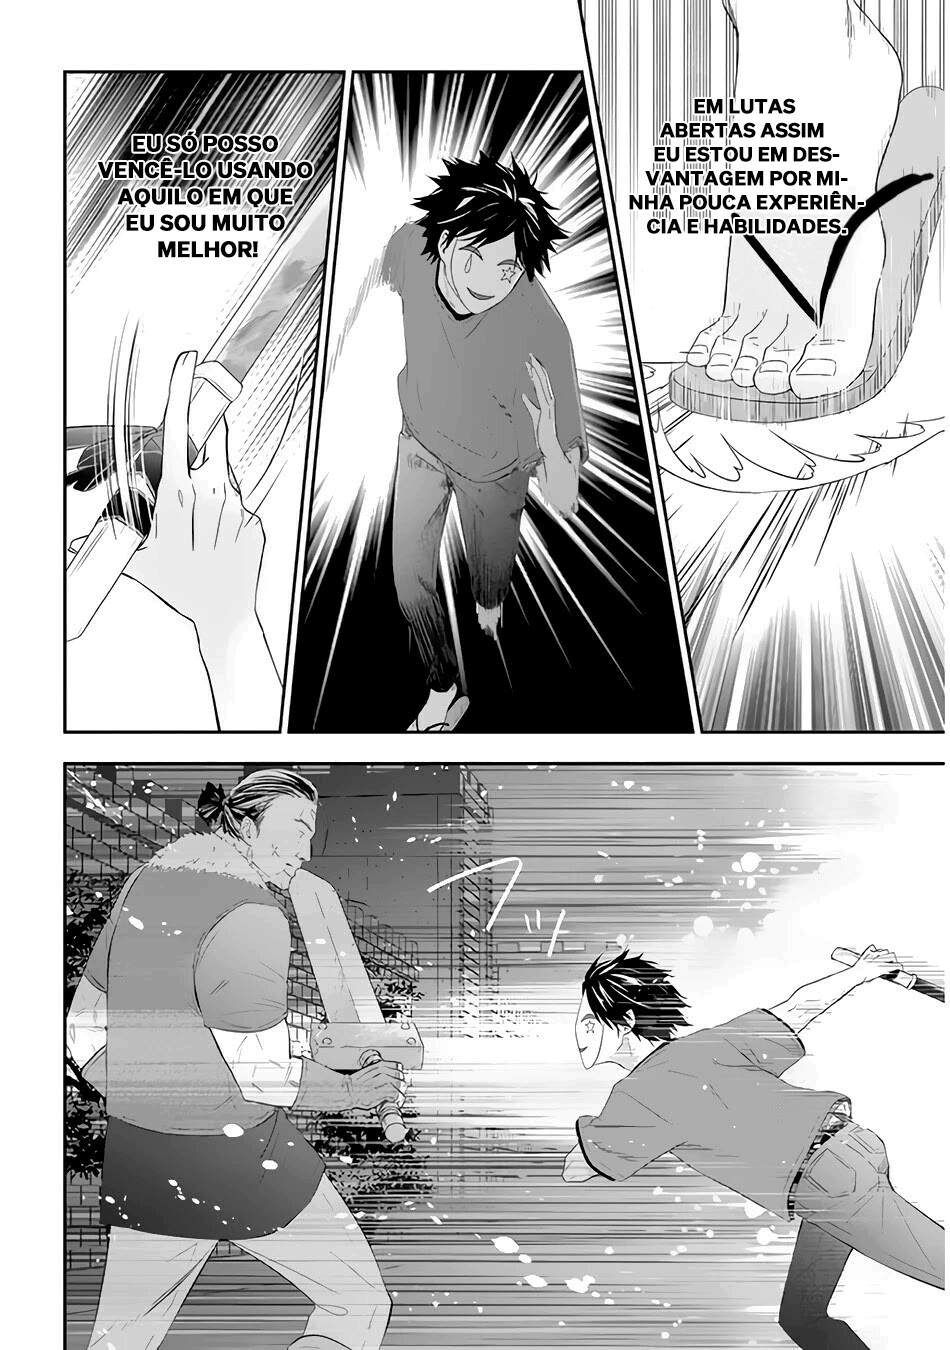 EM LUTAS
ABERTAS ASSIM
EU ESTOU EM DES-
VANTAGEM POR MI-
NHA POUCA EXPERIÊN-
CIA E HABILIDADES.
EU SÓ POSSO
VENCÊ-LO USANDO
AQUILO EM QUE
EU SOU MUITO
MELHOR!
フッ